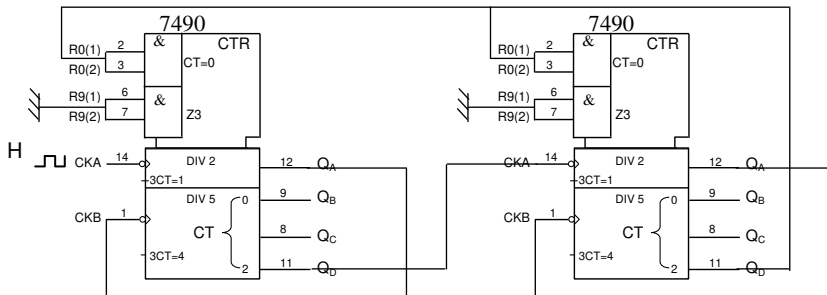 7490
7490
R0(1) 2 & CTR
R0(2) 3 CT=0
R9(1) 6 &
R9(2) 7 Z3
H CKA 14 DIV 2 12 QA
3CT=1
CKB 1 DIV 5 0 9 QB
CT 8 QC
3CT=4 2 11 QD
R0(1) 2 & CTR
R0(2) 3 CT=0
R9(1) 6 &
R9(2) 7 Z3
CKA 14 DIV 2 12 QA
3CT=1
CKB 1 DIV 5 0 9 QB
CT 8 QC
3CT=4 2 11 QD